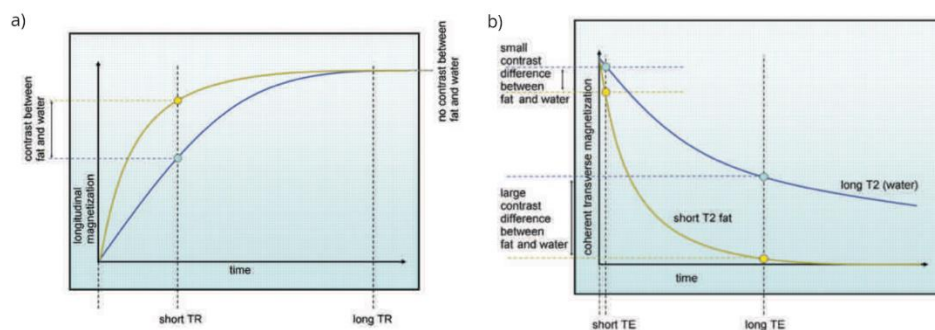 a)
contrast between
fat and water
longitudinal
magnetization
time
short TR
long TR
no contrast between
fat and water
b)
small
contrast
difference
between
fat and water
large
contrast
difference
between
fat and water
coherent transverse magnetization
long T2 (water)
short T2 fat
time
short TE
long TE